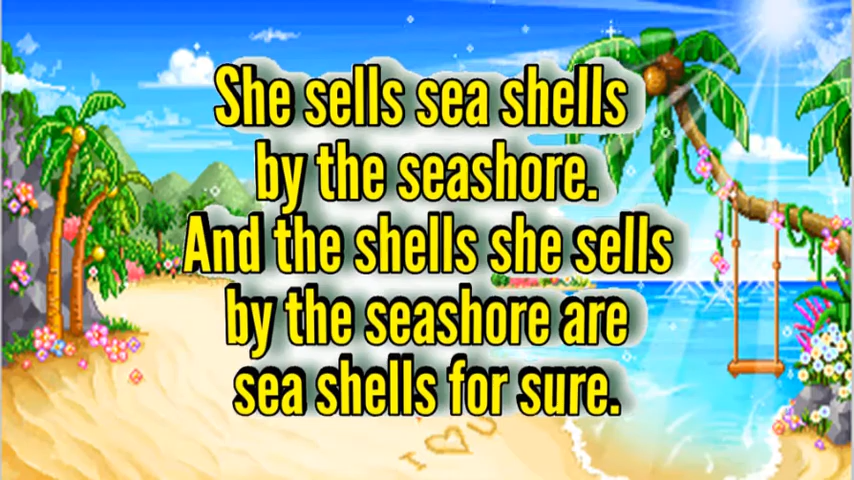 She sells sea shells
by the seashore.
And the shells she sells
by the seashore are
sea shells for sure.
I ♡ U